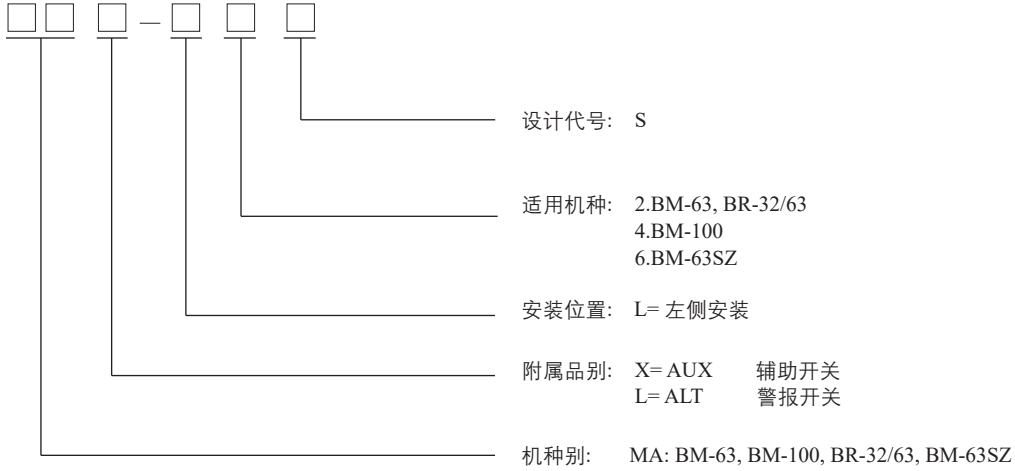 □□ □ — □ □ □
设计代号: S
适用机种: 2.BM-63, BR-32/63
4.BM-100
6.BM-63SZ
安装位置: L= 左侧安装
附属品别: X= AUX 辅助开关
L= ALT 警报开关
机种别: MA: BM-63, BM-100, BR-32/63, BM-63SZ